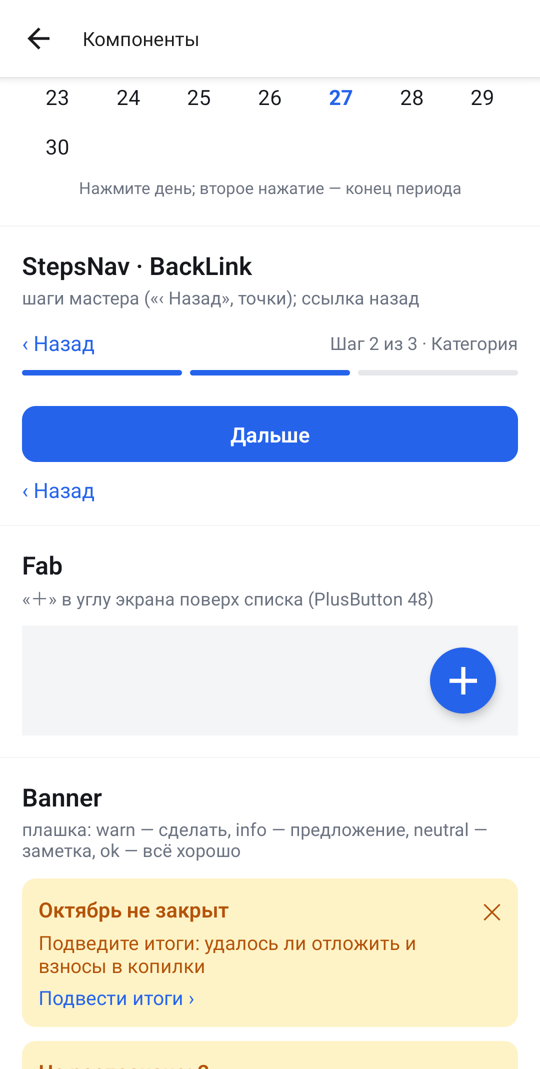 Компоненты
23 24 25 26 27 28 29
30
Нажмите день; второе нажатие — конец периода
StepsNav · BackLink
шаги мастера («‹ Назад», точки); ссылка назад
‹ Назад Шаг 2 из 3 · Категория
Дальше
‹ Назад
Fab
«＋» в углу экрана поверх списка (PlusButton 48)
Banner
плашка: warn — сделать, info — предложение, neutral —
заметка, ok — всё хорошо
Октябрь не закрыт
Подведите итоги: удалось ли отложить и
взносы в копилки
Подвести итоги ›